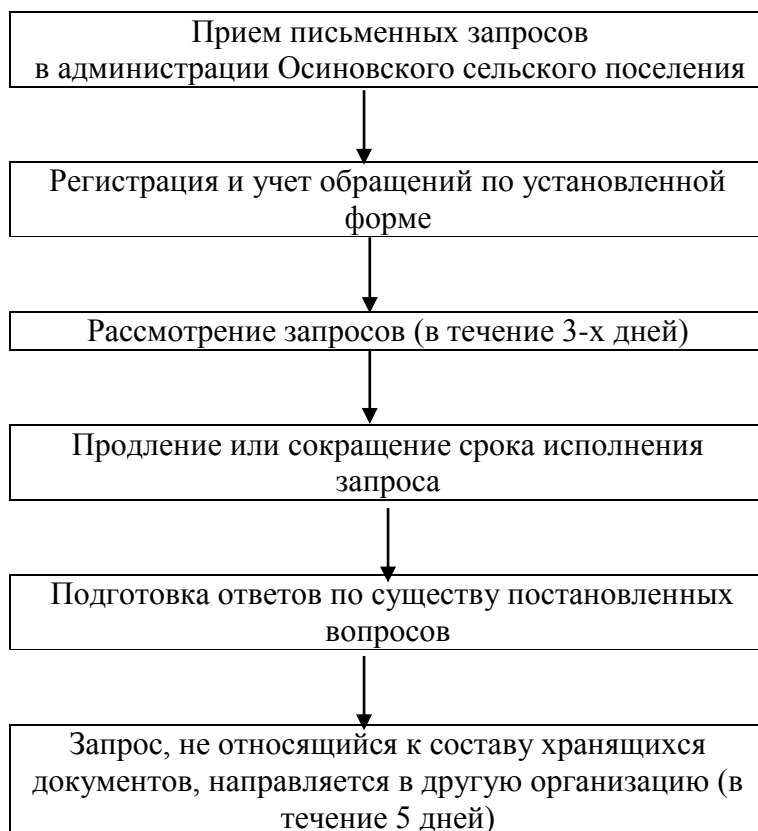 Прием письменных запросов
в администрации Осиновского сельского поселения
Регистрация и учет обращений по установленной
форме
Рассмотрение запросов (в течение 3-х дней)
Продление или сокращение срока исполнения
запроса
Подготовка ответов по существу постановленных
вопросов
Запрос, не относящийся к составу хранящихся
документов, направляется в другую организацию (в
течение 5 дней)